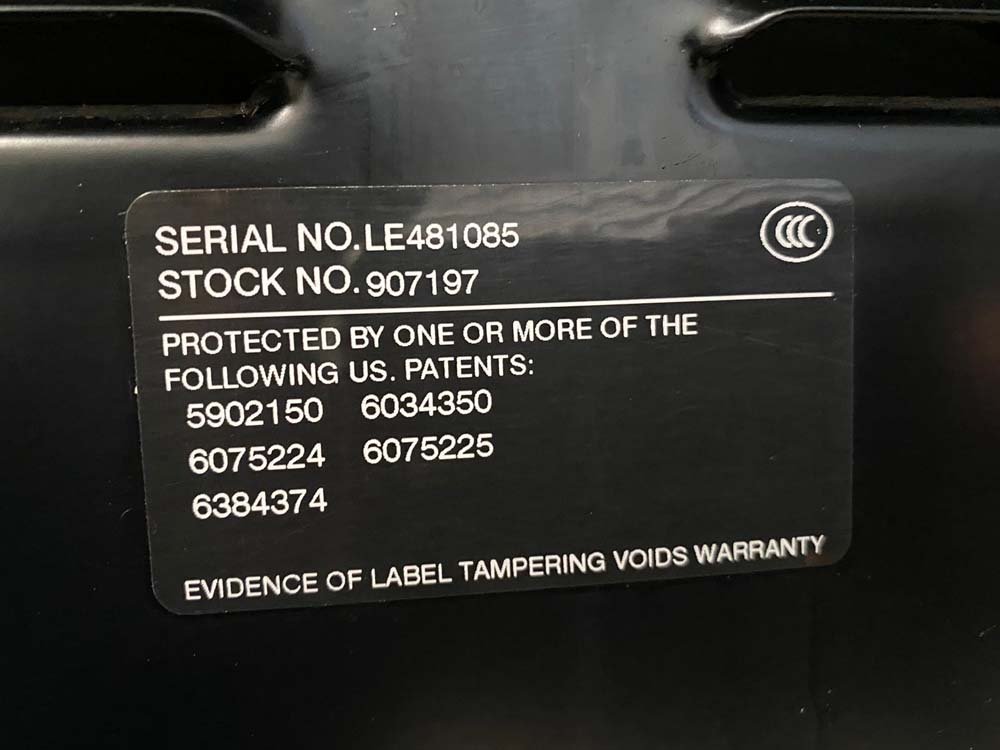 SERIAL NO.LE481085
CCC
STOCK NO.907197
PROTECTED BY ONE OR MORE OF THE
FOLLOWING US. PATENTS:
5902150 6034350
6075224 6075225
6384374
EVIDENCE OF LABEL TAMPERING VOIDS WARRANTY